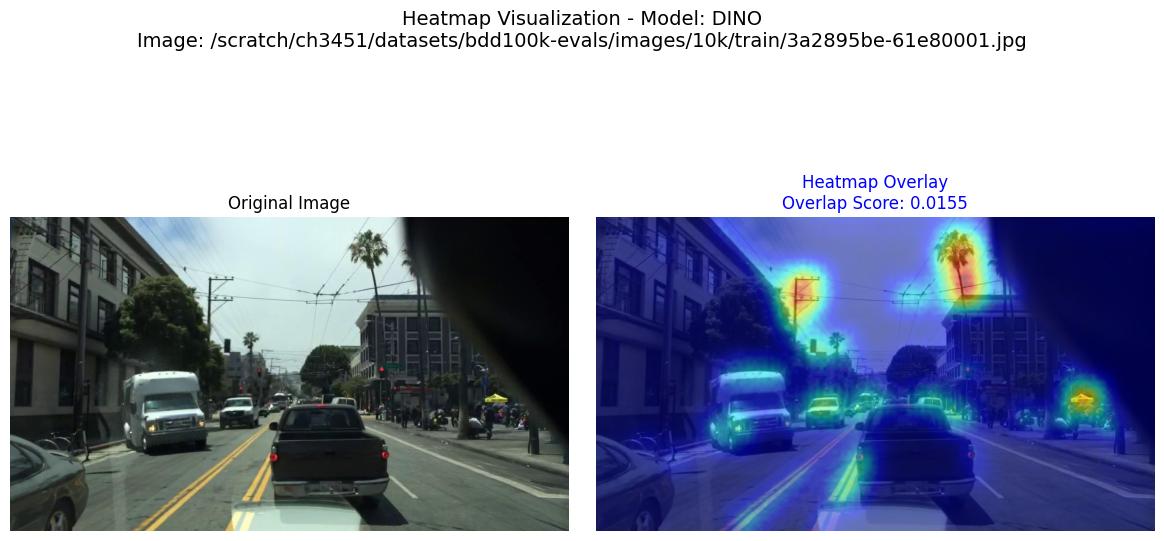 Heatmap Visualization - Model: DINO
Image: /scratch/ch3451/datasets/bdd100k-evals/images/10k/train/3a2895be-61e80001.jpg
Original Image
Heatmap Overlay
Overlap Score: 0.0155